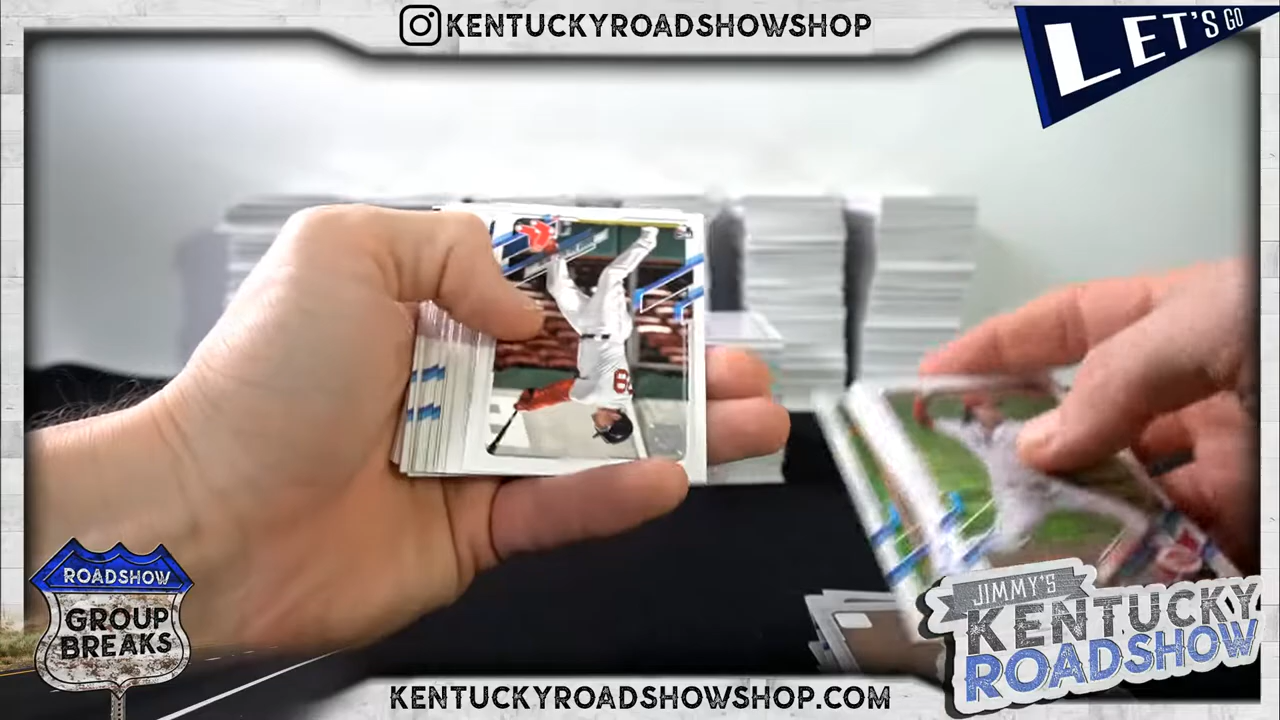 KENTUCKYROADSHOWSHOP
LET'S GO
ROADSHOW
GROUP
BREAKS
JIMMY'S
KENTUCKY
ROADSHOW
KENTUCKYROADSHOWSHOP.COM